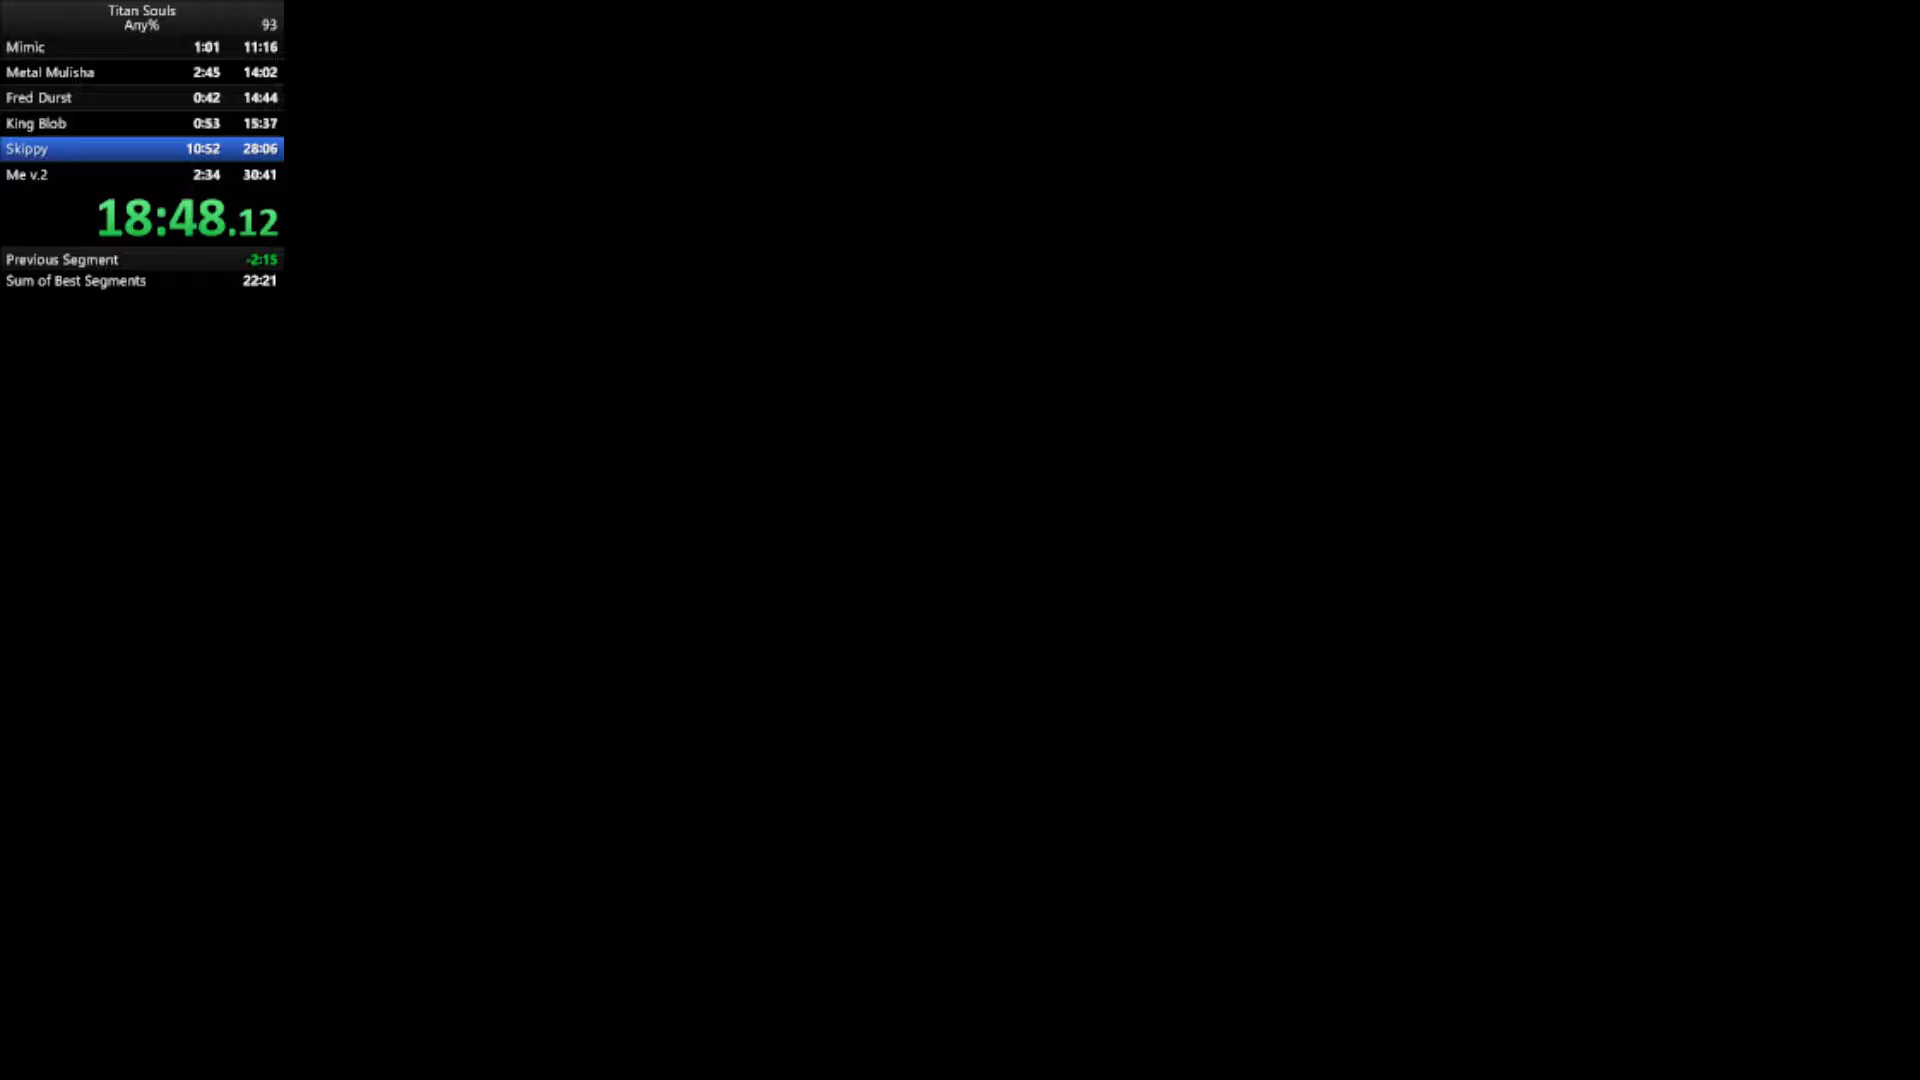 Titan Souls
Any% 93
Mimic 1:01 11:16
Metal Mulisha 2:45 14:02
Fred Durst 0:42 14:44
King Blob 0:53 15:37
Skippy 10:52 28:06
Me v.2 2:34 30:41
18:48.12
Previous Segment -2:15
Sum of Best Segments 22:21